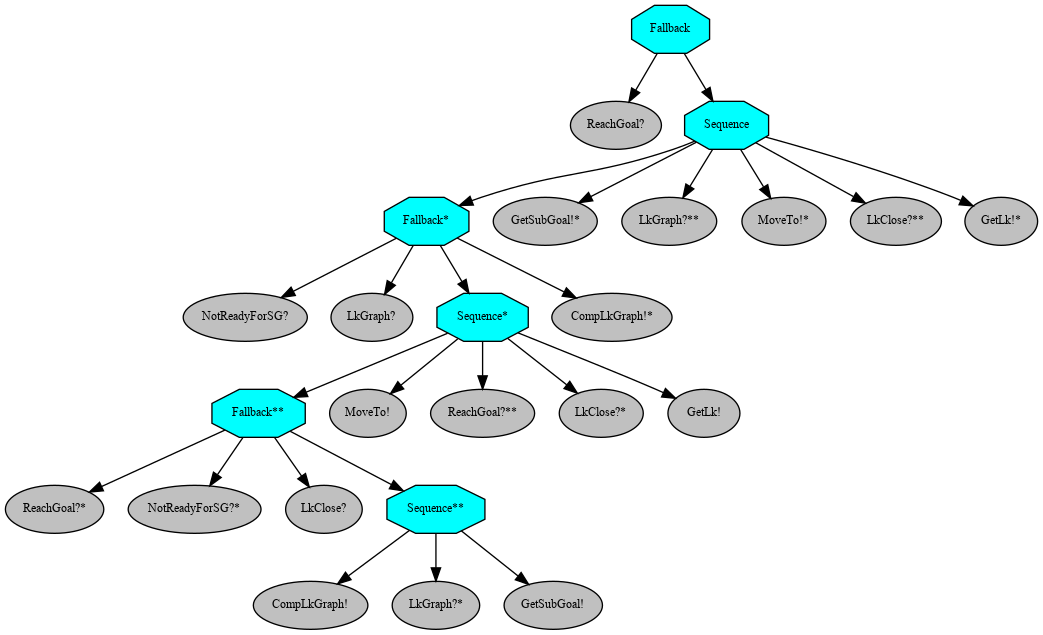 Fallback
ReachGoal?
Sequence
Fallback*
GetSubGoal!*
LkGraph?**
MoveTo!*
LkClose?**
GetLk!*
NotReadyForSG?
LkGraph?
Sequence*
CompLkGraph!*
Fallback**
MoveTo!
ReachGoal?**
LkClose?*
GetLk!
ReachGoal?*
NotReadyForSG?*
LkClose?
Sequence**
CompLkGraph!
LkGraph?*
GetSubGoal!